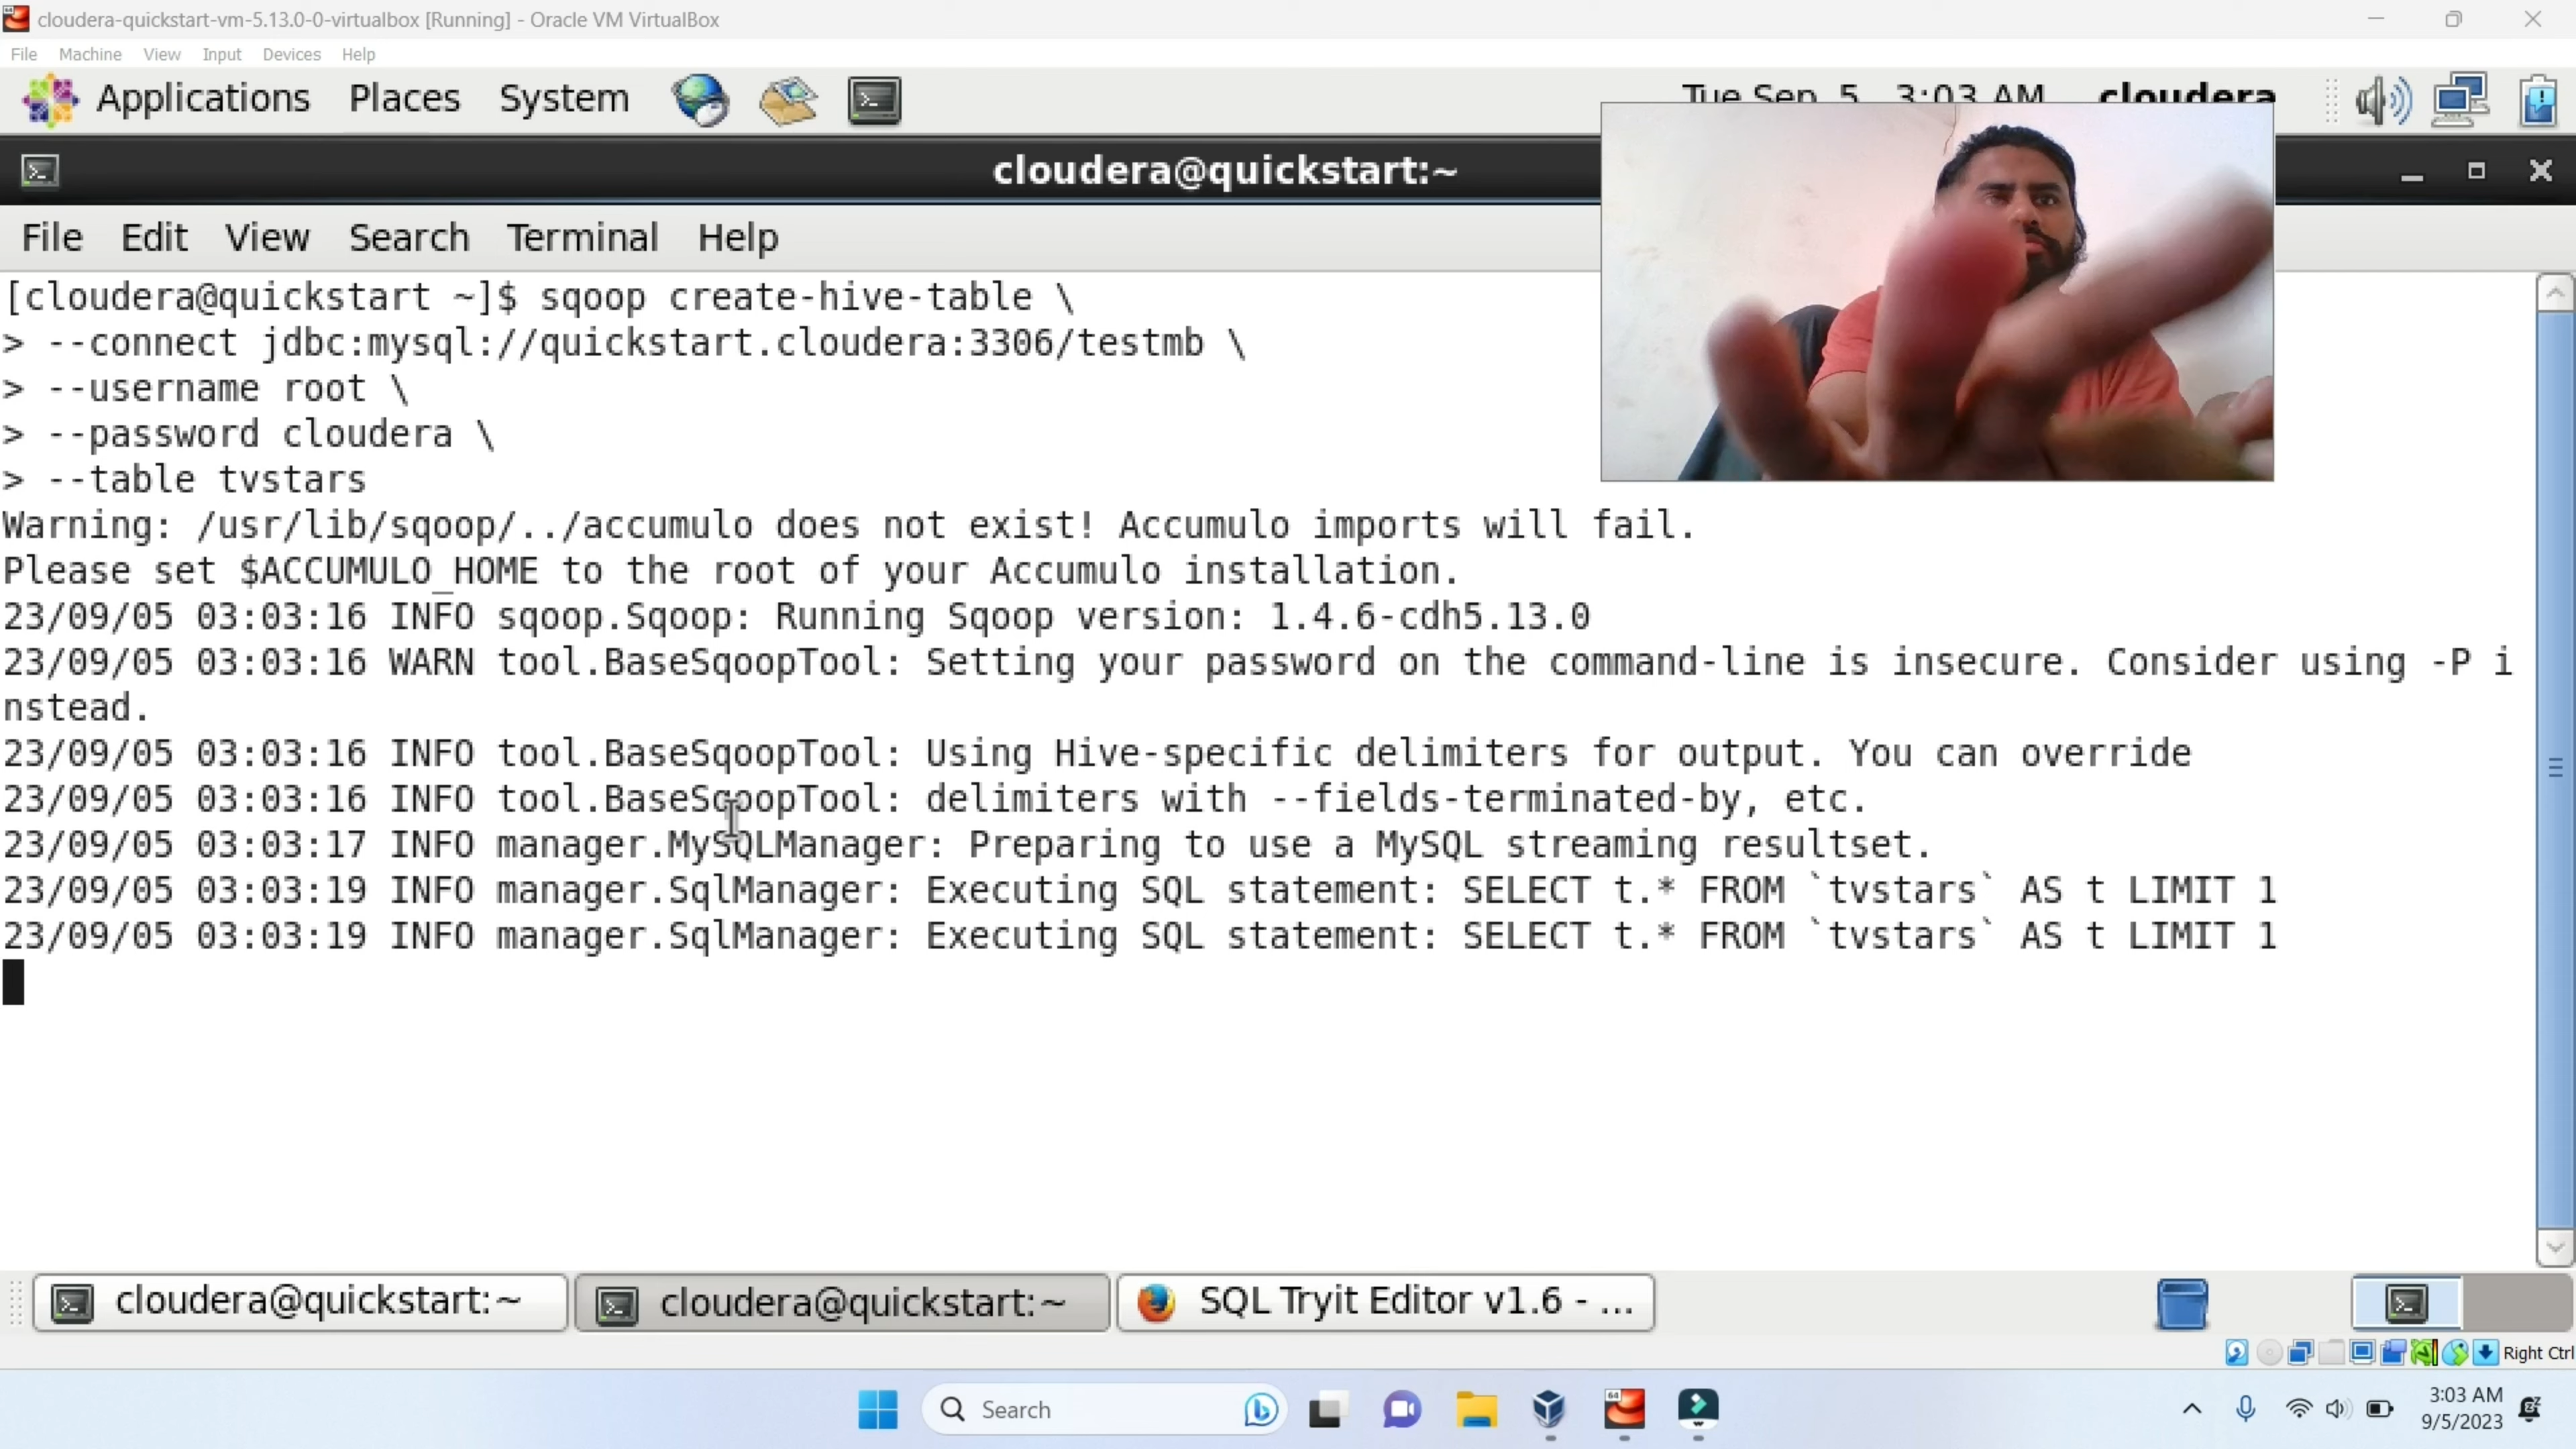 cloudera-quickstart-vm-5.13.0-0-virtualbox [Running] - Oracle VM VirtualBox
File Machine View Input Devices Help
Applications Places System Tue Sep 5, 3:03 AM cloudera
cloudera@quickstart:~
File Edit View Search Terminal Help
[cloudera@quickstart ~]$ sqoop create-hive-table \
> --connect jdbc:mysql://quickstart.cloudera:3306/testmb \
> --username root \
> --password cloudera \
> --table tvstars
Warning: /usr/lib/sqoop/../accumulo does not exist! Accumulo imports will fail.
Please set $ACCUMULO_HOME to the root of your Accumulo installation.
23/09/05 03:03:16 INFO sqoop.Sqoop: Running Sqoop version: 1.4.6-cdh5.13.0
23/09/05 03:03:16 WARN tool.BaseSqoopTool: Setting your password on the command-line is insecure. Consider using -P i
nstead.
23/09/05 03:03:16 INFO tool.BaseSqoopTool: Using Hive-specific delimiters for output. You can override
23/09/05 03:03:16 INFO tool.BaseSqoopTool: delimiters with --fields-terminated-by, etc.
23/09/05 03:03:17 INFO manager.MySQLManager: Preparing to use a MySQL streaming resultset.
23/09/05 03:03:19 INFO manager.SqlManager: Executing SQL statement: SELECT t.* FROM `tvstars` AS t LIMIT 1
23/09/05 03:03:19 INFO manager.SqlManager: Executing SQL statement: SELECT t.* FROM `tvstars` AS t LIMIT 1
cloudera@quickstart:~ cloudera@quickstart:~ SQL Tryit Editor v1.6 - ...
Right Ctrl
Search
3:03 AM
9/5/2023